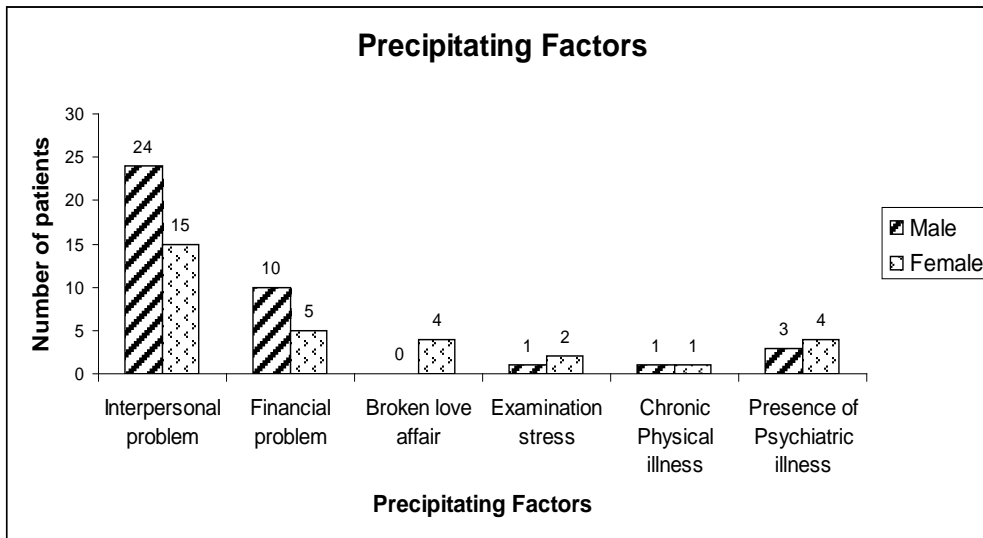 Precipitating Factors
Number of patients
30
25
20
15
10
5
0
24
15
10
5
0
4
1
2
1
1
3
4
Interpersonal
problem
Financial
problem
Broken love
affair
Examination
stress
Chronic
Physical
illness
Presence of
Psychiatric illness
Precipitating Factors
Male
Female